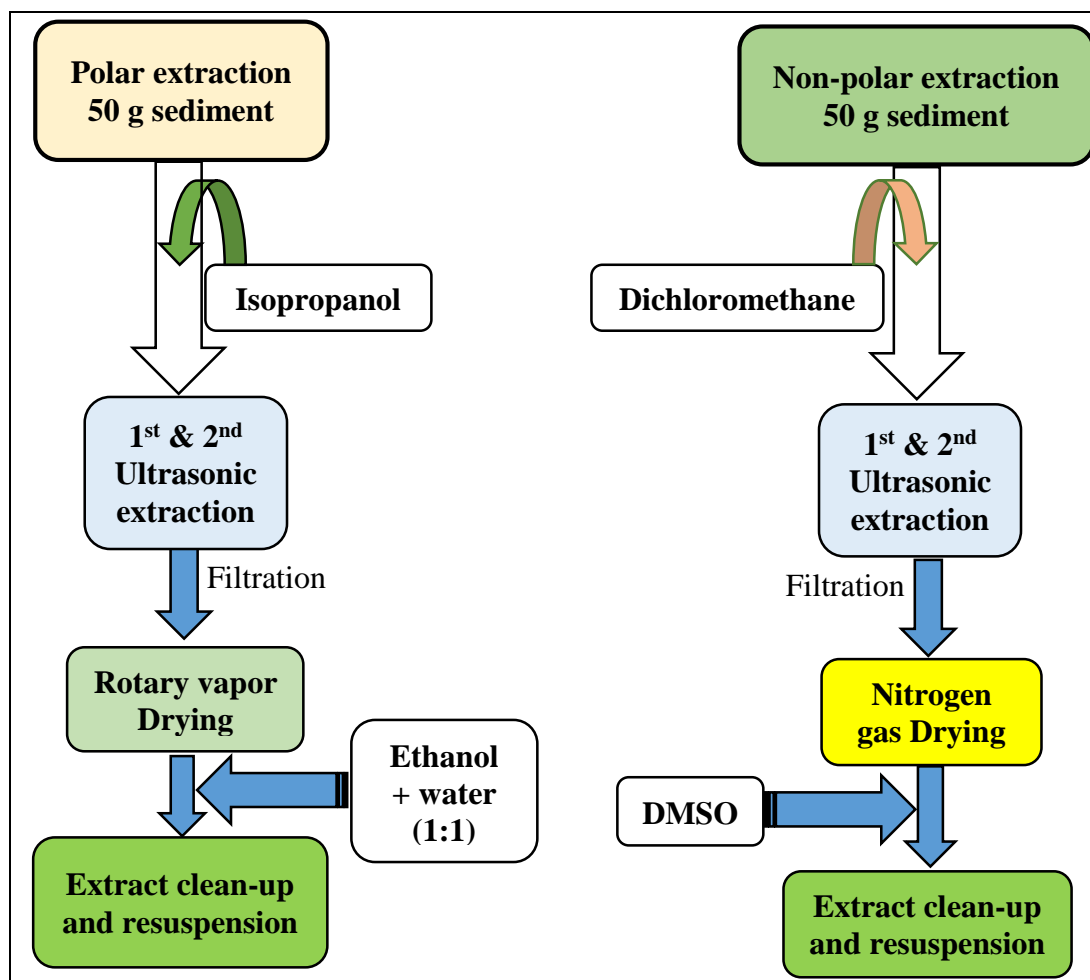 Polar extraction
50 g sediment
Isopropanol
1st & 2nd
Ultrasonic
extraction
Filtration
Rotary vapor
Drying
Ethanol
+ water
(1:1)
Extract clean-up
and resuspension
Non-polar extraction
50 g sediment
Dichloromethane
1st & 2nd
Ultrasonic
extraction
Filtration
Nitrogen
gas Drying
DMSO
Extract clean-up
and resuspension